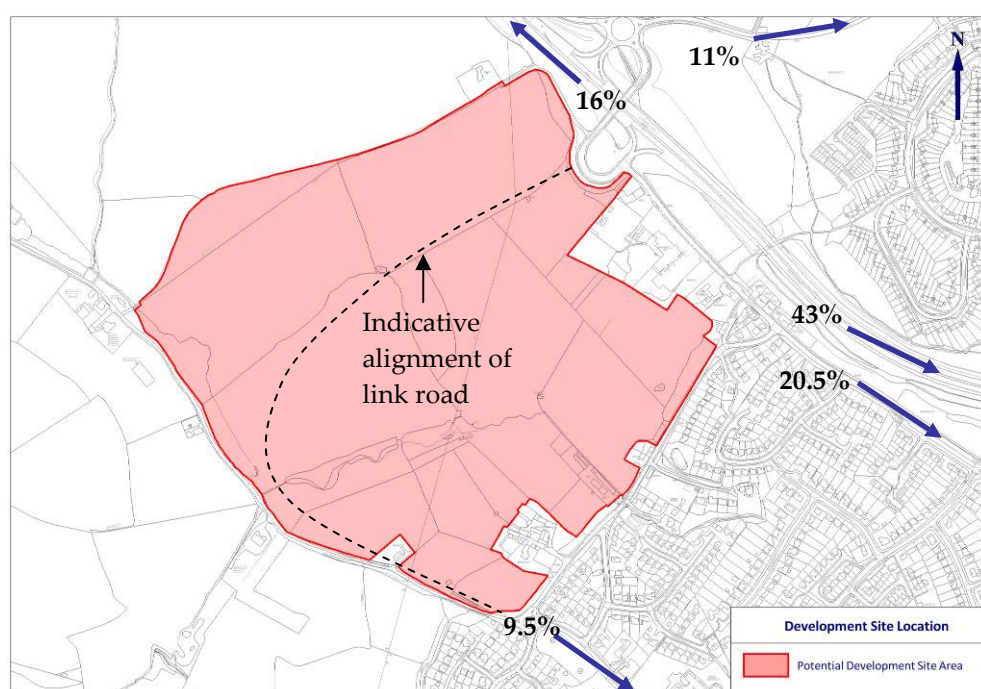 11%
N
16%
Indicative
alignment of
link road
43%
20.5%
9.5%
Development Site Location
Potential Development Site Area